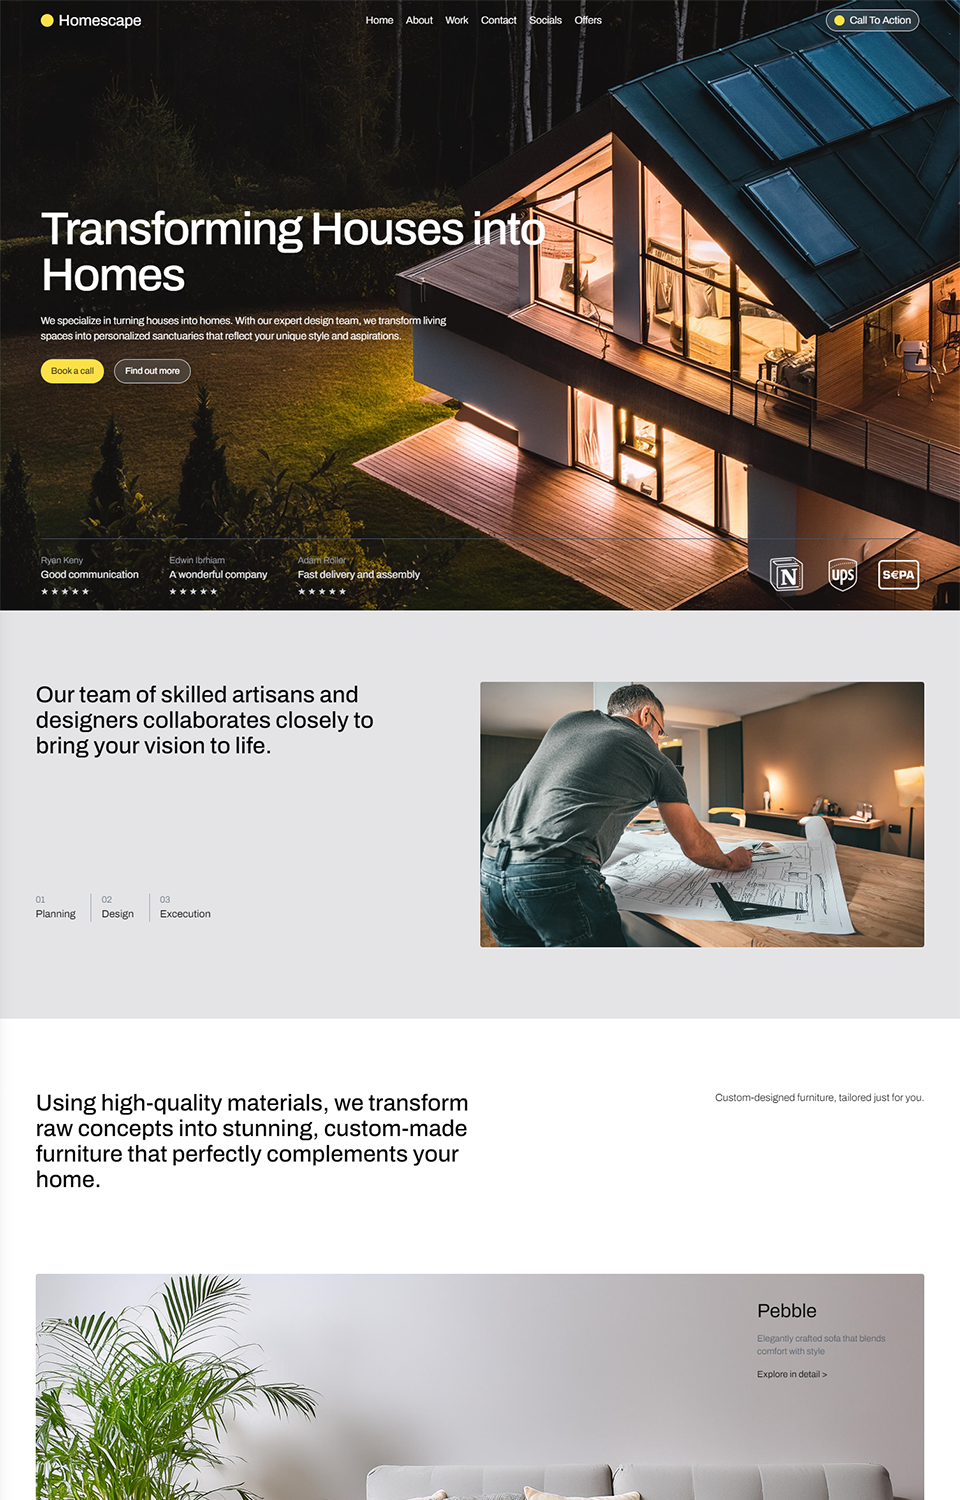 Homescape
Home About Work Contact Socials Offers
Call To Action
Transforming Houses into
Homes
We specialize in turning houses into homes. With our expert design team, we transform living
spaces into personalized sanctuaries that reflect your unique style and aspirations.
Book a call
Find out more
Ryan Keny
Good communication
★★★★★
Edwin Ibrhiam
A wonderful company
★★★★★
Adam Roller
Fast delivery and assembly
★★★★★
N
ups
S€PA
Our team of skilled artisans and
designers collaborates closely to
bring your vision to life.
01
Planning
02
Design
03
Excecution
Using high-quality materials, we transform
raw concepts into stunning, custom-made
furniture that perfectly complements your
home.
Custom-designed furniture, tailored just for you.
Pebble
Elegantly crafted sofa that blends
comfort with style
Explore in detail >